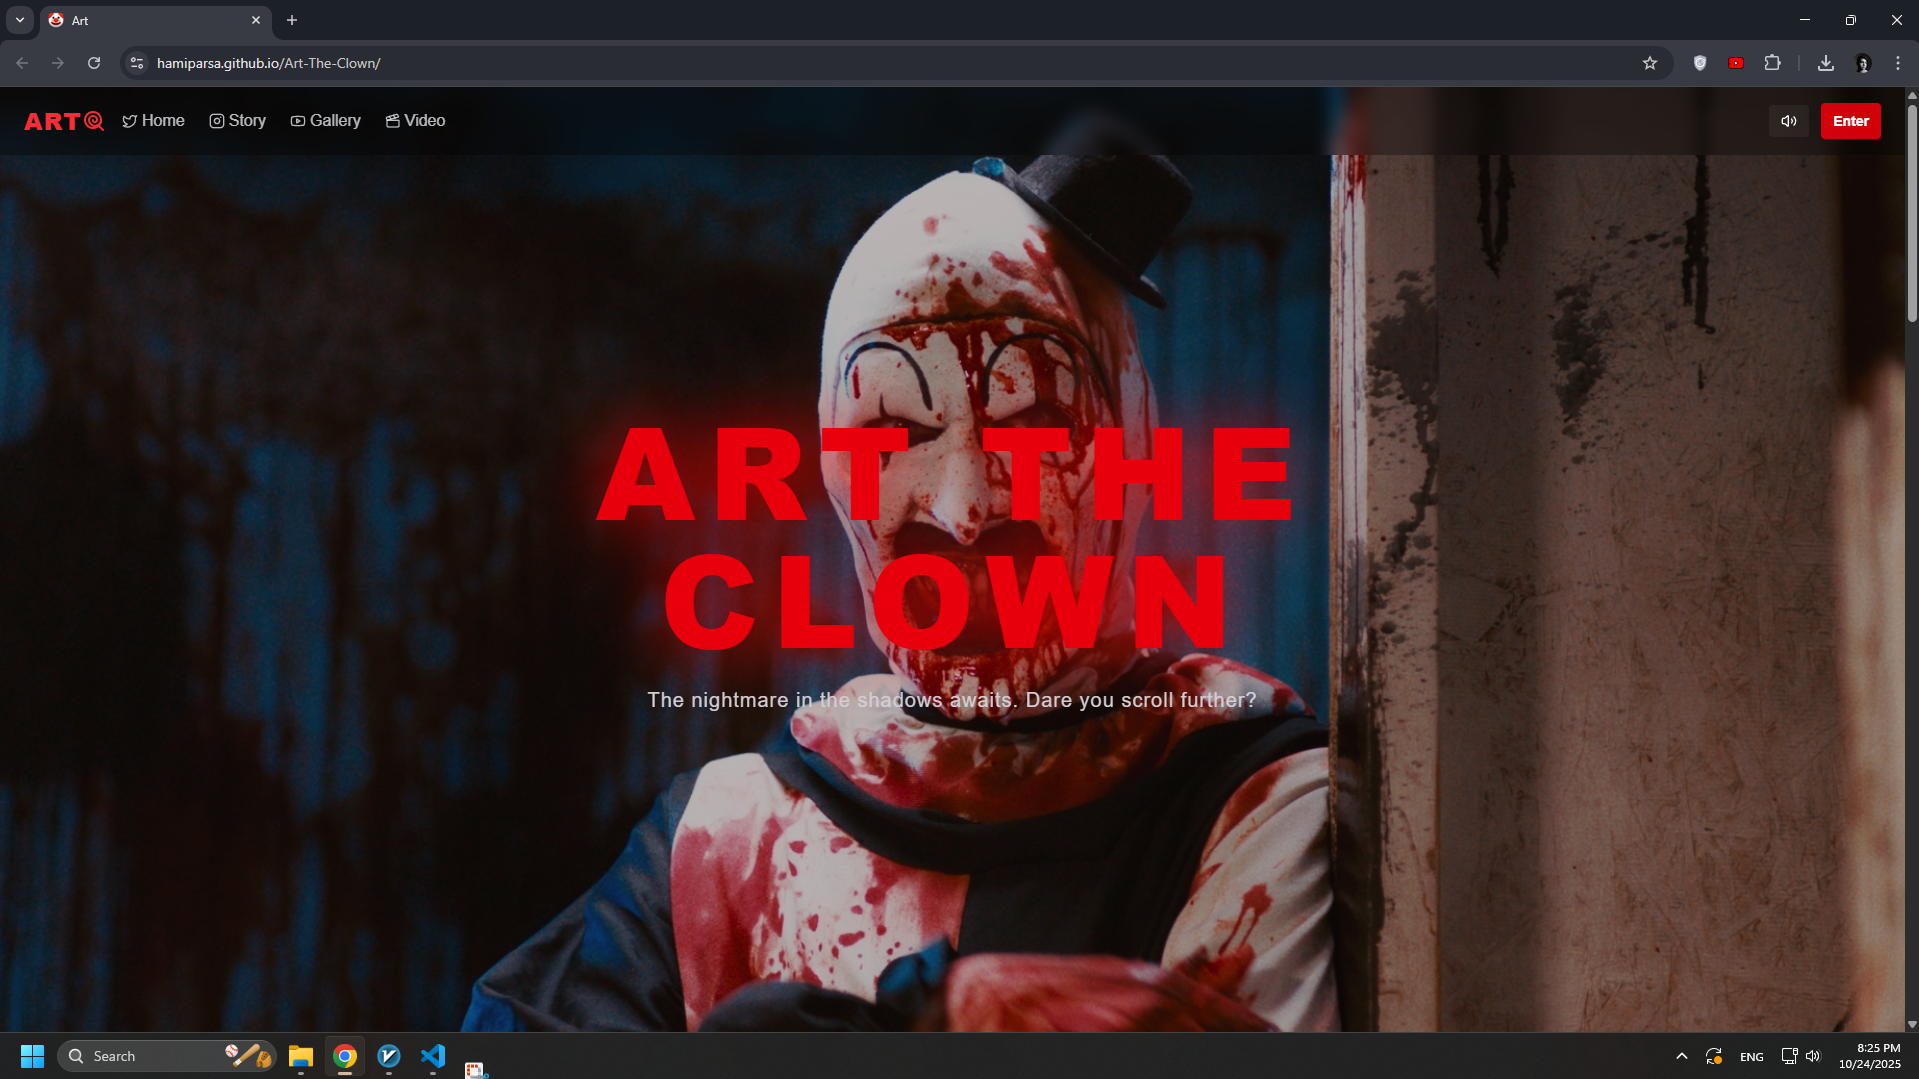 Art
hamiparsa.github.io/Art-The-Clown/
ART Home Story Gallery Video Enter
ART THE
CLOWN
The nightmare in the shadows awaits. Dare you scroll further?
Search
ENG
8:25 PM
10/24/2025